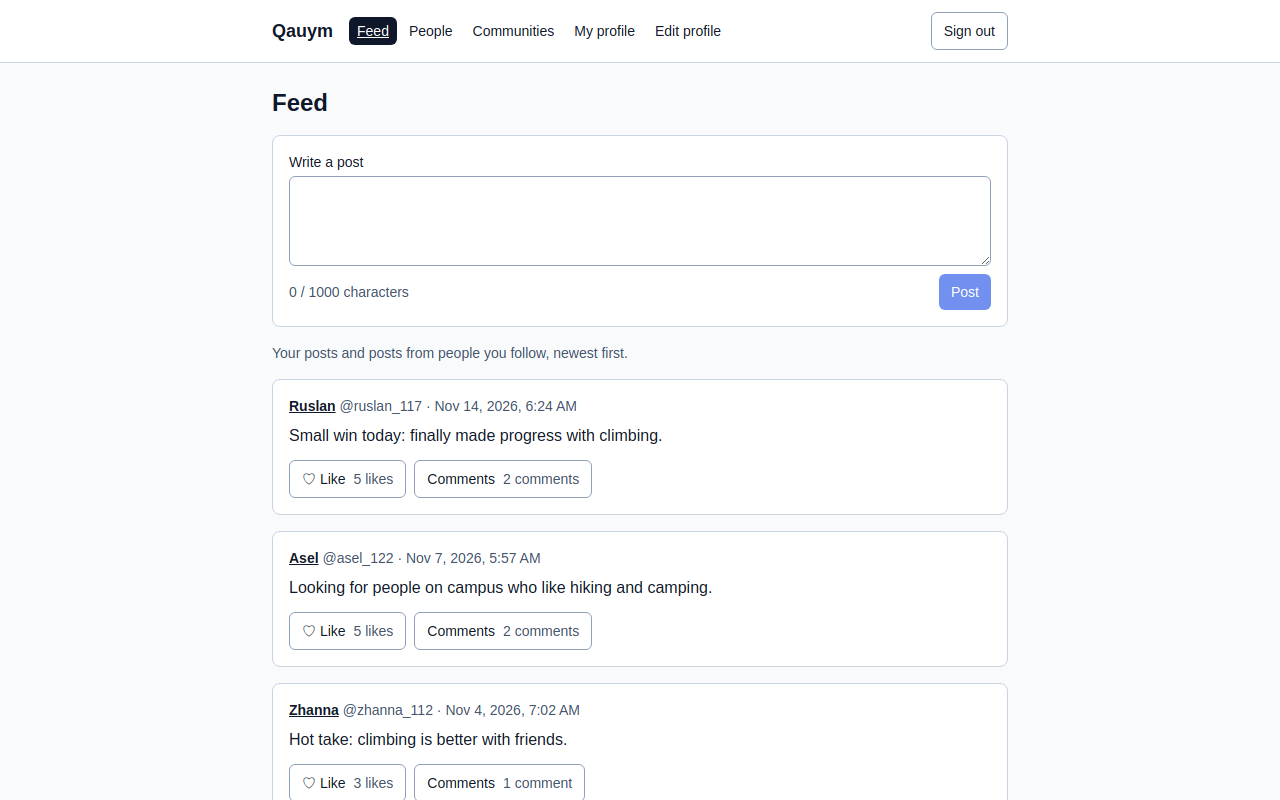 Qauym Feed People Communities My profile Edit profile Sign out
Feed
Write a post
0 / 1000 characters Post
Your posts and posts from people you follow, newest first.
Ruslan @ruslan_117 · Nov 14, 2026, 6:24 AM
Small win today: finally made progress with climbing.
♡ Like 5 likes Comments 2 comments
Asel @asel_122 · Nov 7, 2026, 5:57 AM
Looking for people on campus who like hiking and camping.
♡ Like 5 likes Comments 2 comments
Zhanna @zhanna_112 · Nov 4, 2026, 7:02 AM
Hot take: climbing is better with friends.
♡ Like 3 likes Comments 1 comment